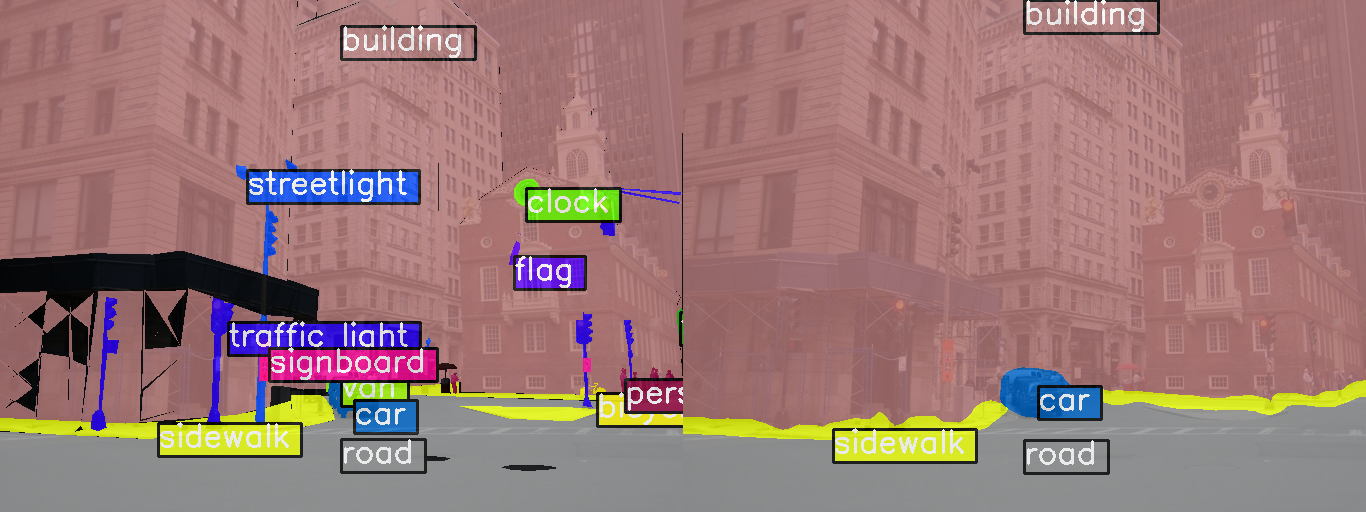 building
building
streetlight
clock
flag
traffic light
signboard
van
pers
car
car
sidewalk
sidewalk
road
road